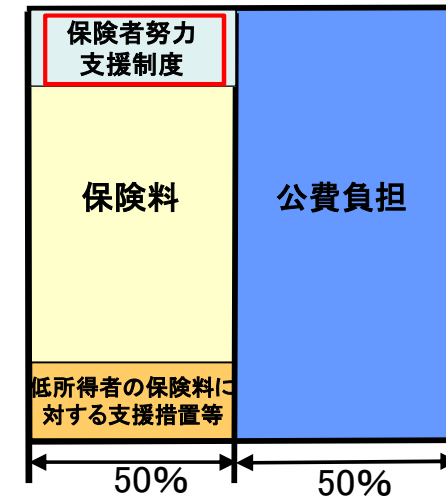 保険者努力
支援制度
保険料
公費負担
低所得者の保険料に
対する支援措置等
50%
50%